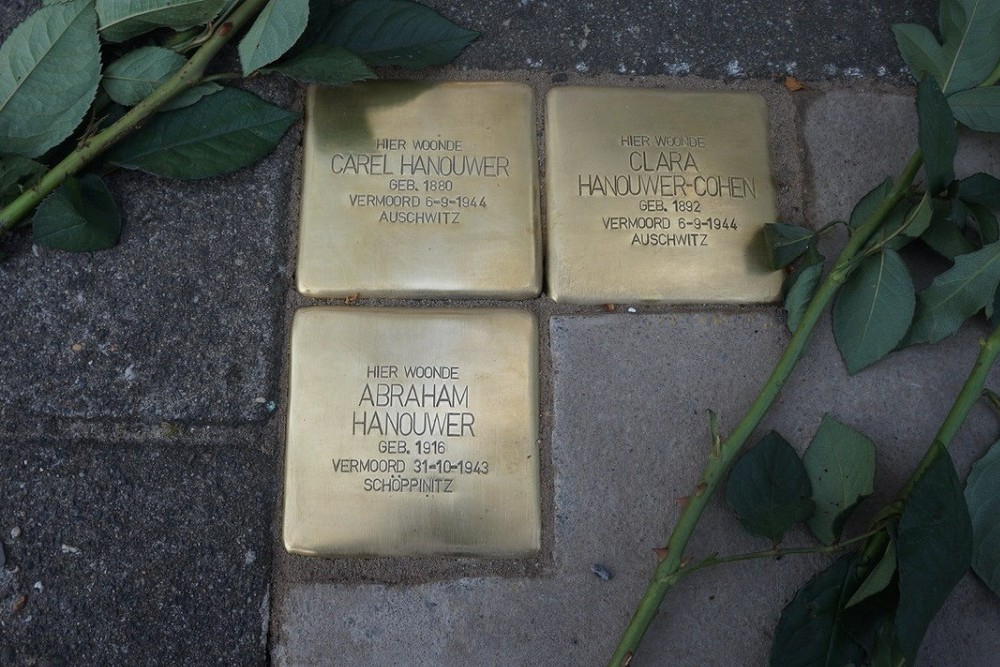 HIER WOONDE
CAREL HANOUWER
GEB. 1880
VERMOORD 6-9-1944
AUSCHWITZ
HIER WOONDE
CLARA
HANOUWER-COHEN
GEB. 1892
VERMOORD 6-9-1944
AUSCHWITZ
HIER WOONDE
ABRAHAM
HANOUWER
GEB. 1916
VERMOORD 31-10-1943
SCHÖPPINITZ